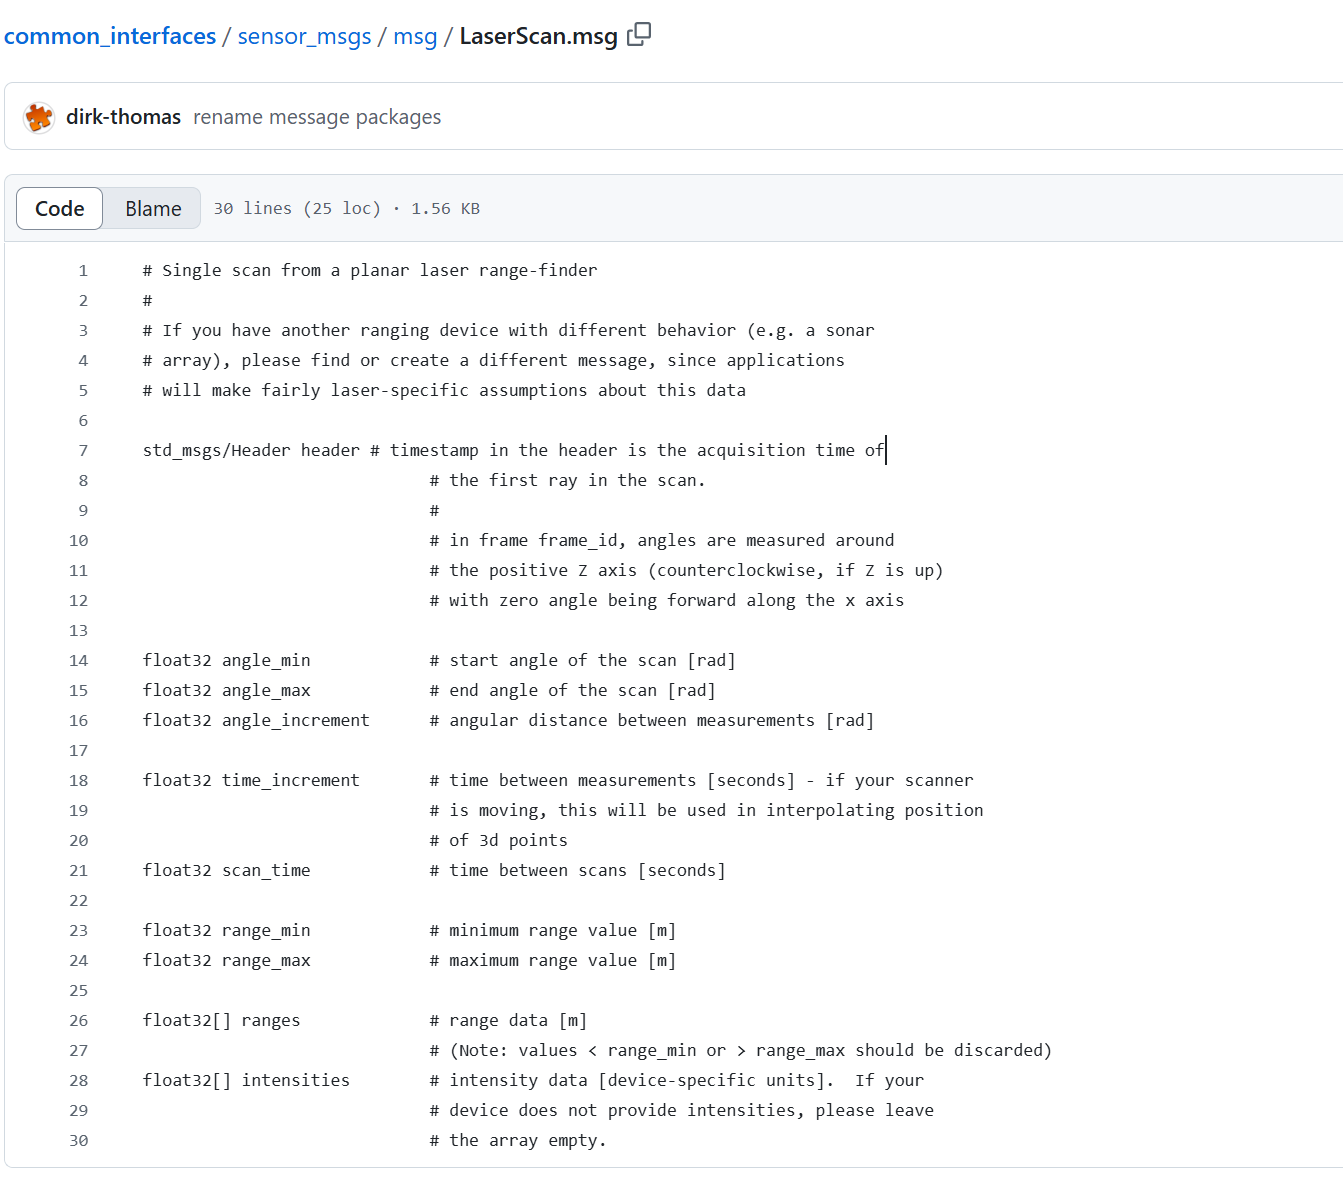 common_interfaces / sensor_msgs / msg / LaserScan.msg
dirk-thomas rename message packages
Code Blame 30 lines (25 loc) · 1.56 KB
1 # Single scan from a planar laser range-finder
2 #
3 # If you have another ranging device with different behavior (e.g. a sonar
4 # array), please find or create a different message, since applications
5 # will make fairly laser-specific assumptions about this data
6
7 std_msgs/Header header # timestamp in the header is the acquisition time of
8 # the first ray in the scan.
9 #
10 # in frame frame_id, angles are measured around
11 # the positive Z axis (counterclockwise, if Z is up)
12 # with zero angle being forward along the x axis
13
14 float32 angle_min # start angle of the scan [rad]
15 float32 angle_max # end angle of the scan [rad]
16 float32 angle_increment # angular distance between measurements [rad]
17
18 float32 time_increment # time between measurements [seconds] - if your scanner
19 # is moving, this will be used in interpolating position
20 # of 3d points
21 float32 scan_time # time between scans [seconds]
22
23 float32 range_min # minimum range value [m]
24 float32 range_max # maximum range value [m]
25
26 float32[] ranges # range data [m]
27 # (Note: values < range_min or > range_max should be discarded)
28 float32[] intensities # intensity data [device-specific units].  If your
29 # device does not provide intensities, please leave
30 # the array empty.